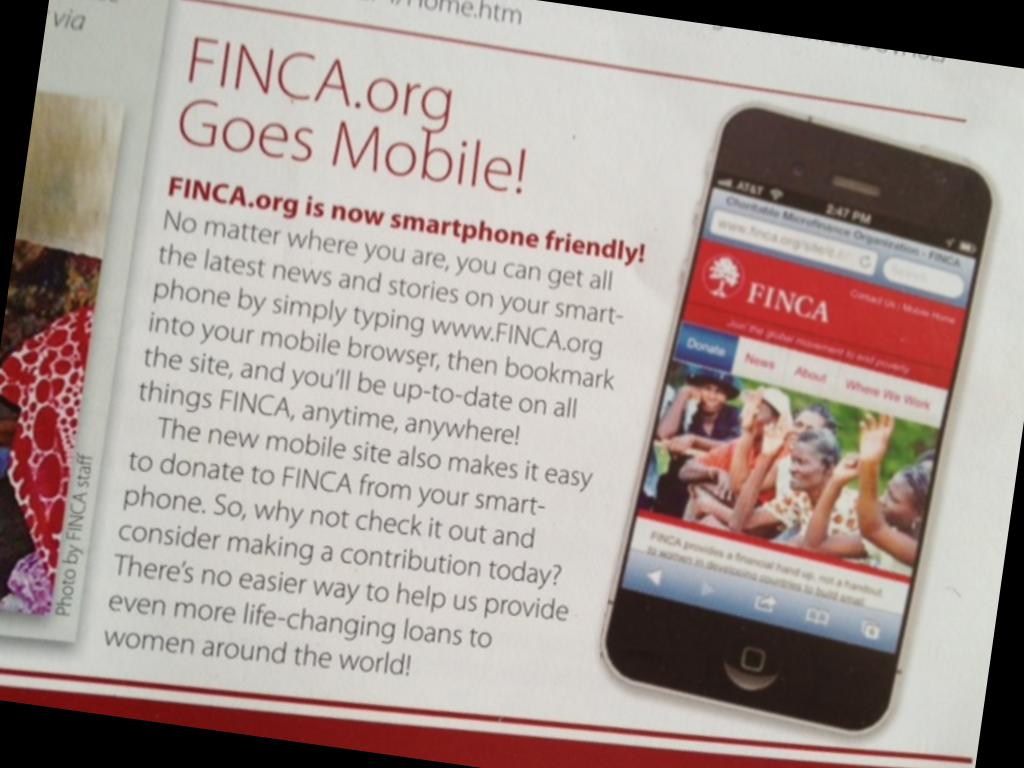 via
/Home.htm
FINCA.org
Goes Mobile!
FINCA.org is now smartphone friendly!
No matter where you are, you can get all
the latest news and stories on your smart-
phone by simply typing www.FINCA.org
into your mobile browser, then bookmark
the site, and you'll be up-to-date on all
things FINCA, anytime, anywhere!
The new mobile site also makes it easy
to donate to FINCA from your smart-
phone. So, why not check it out and
consider making a contribution today?
There's no easier way to help us provide
even more life-changing loans to
women around the world!
Photo by FINCA staff
AT&T 2:47 PM
Charitable Microfinance Organization - FINCA
www.finca.org/site/c.
Contact Us | Mobile Home
FINCA
Join the global movement to end poverty
Donate News About Where We Work
FINCA provides a financial hand up, not a handout,
to women in developing countries to build small